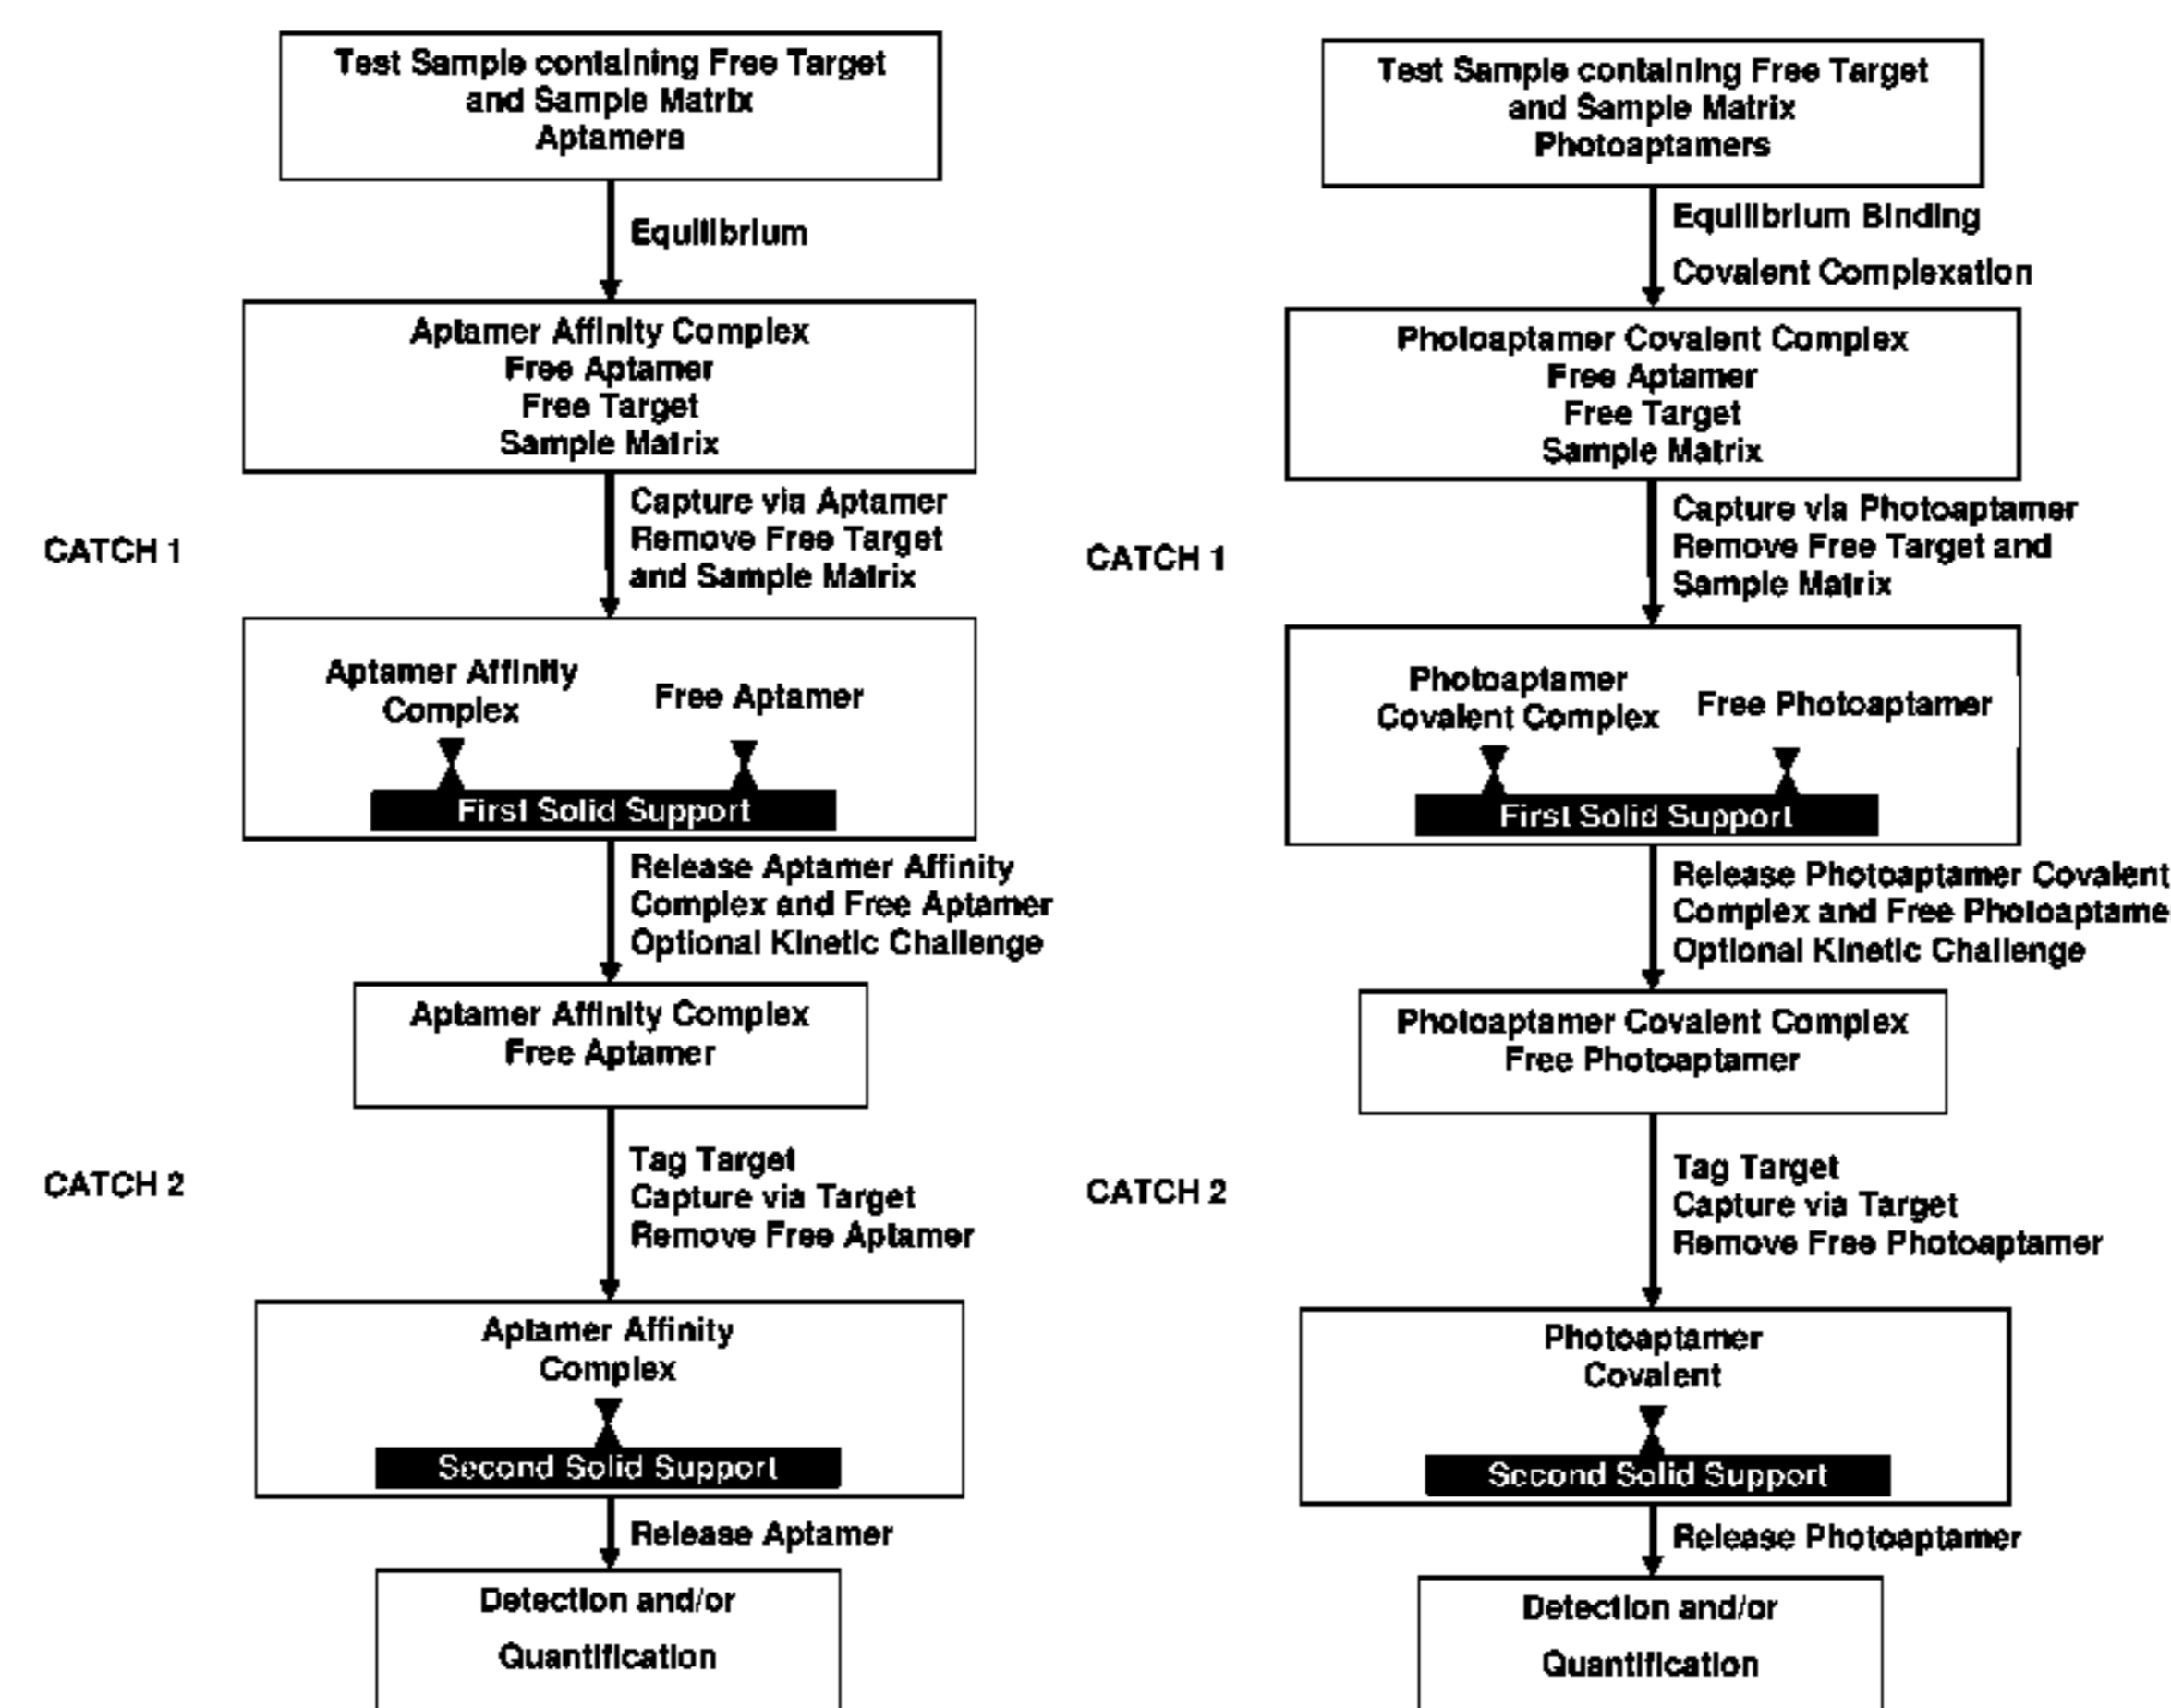 Test Sample containing Free Target
and Sample Matrix
Aptamers
Equilibrium
Aptamer Affinity Complex
Free Aptamer
Free Target
Sample Matrix
CATCH 1
Capture via Aptamer
Remove Free Target
and Sample Matrix
Aptamer Affinity
Complex
Free Aptamer
First Solid Support
Release Aptamer Affinity
Complex and Free Aptamer
Optional Kinetic Challenge
Aptamer Affinity Complex
Free Aptamer
CATCH 2
Tag Target
Capture via Target
Remove Free Aptamer
Aptamer Affinity
Complex
Second Solid Support
Release Aptamer
Detection and/or
Quantification
Test Sample containing Free Target
and Sample Matrix
Photoaptamers
Equilibrium Binding
Covalent Complexation
Photoaptamer Covalent Complex
Free Aptamer
Free Target
Sample Matrix
CATCH 1
Capture via Photoaptamer
Remove Free Target and
Sample Matrix
Photoaptamer
Covalent Complex
Free Photoaptamer
First Solid Support
Release Photoaptamer Covalent
Complex and Free Photoaptame
Optional Kinetic Challenge
Photoaptamer Covalent Complex
Free Photoaptamer
CATCH 2
Tag Target
Capture via Target
Remove Free Photoaptamer
Photoaptamer
Covalent
Second Solid Support
Release Photoaptamer
Detection and/or
Quantification